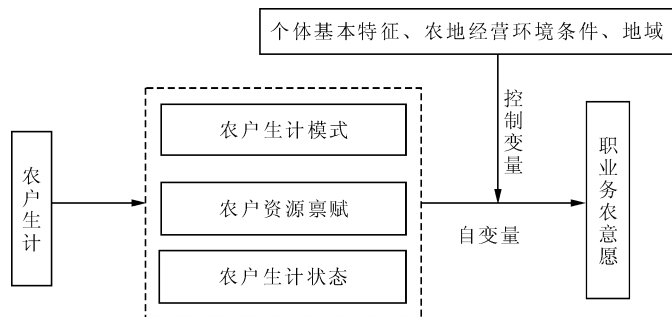 个体基本特征、农地经营环境条件、地域
控制变量
农户生计
农户生计模式
农户资源禀赋
农户生计状态
自变量
职业务农意愿